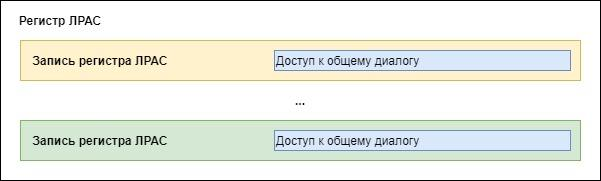 Регистр ЛРАС
Запись регистра ЛРАС Доступ к общему диалогу
...
Запись регистра ЛРАС Доступ к общему диалогу